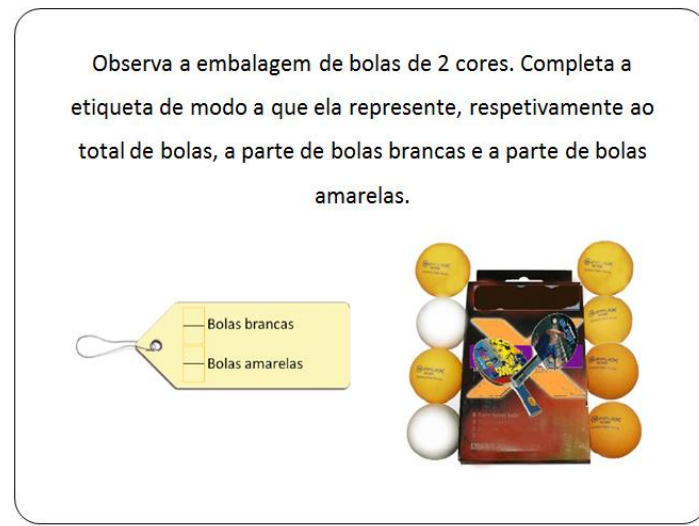 Observa a embalagem de bolas de 2 cores. Completa a
etiqueta de modo a que ela represente, respetivamente ao
total de bolas, a parte de bolas brancas e a parte de bolas
amarelas.
Bolas brancas
Bolas amarelas